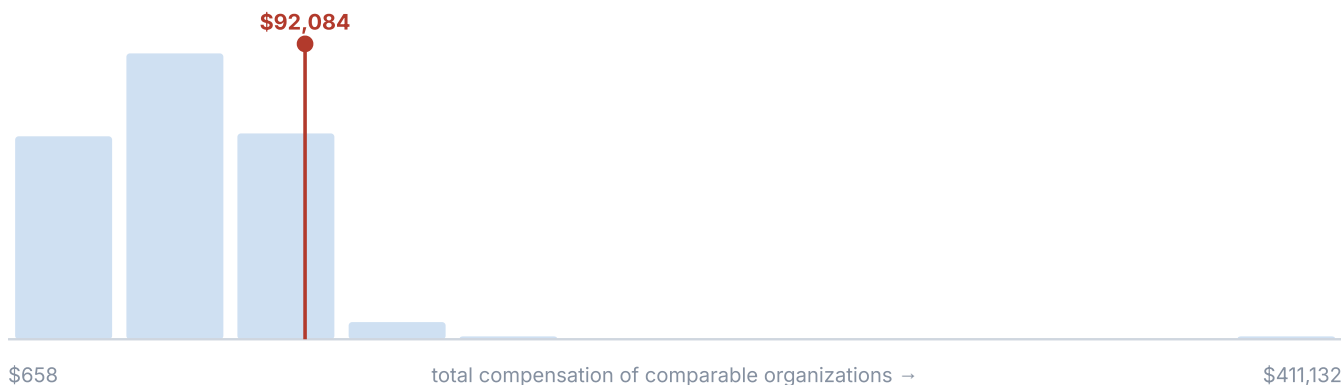 $92,084
$658 total compensation of comparable organizations → $411,132